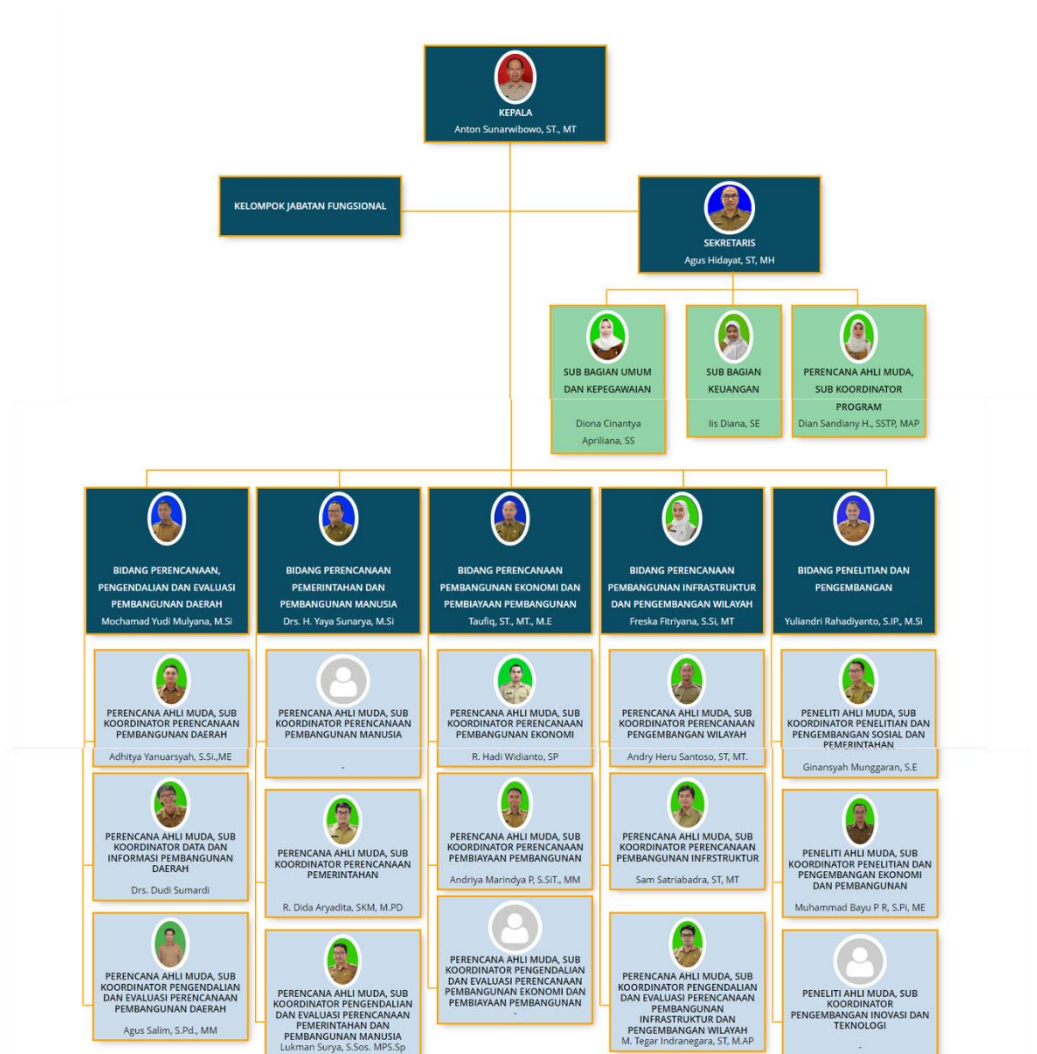 KEPALA
Anton Sunarwibowo, ST., MT
KELOMPOK JABATAN FUNGSIONAL
SEKRETARIS
Agus Hidayat, ST, MH
SUB BAGIAN UMUM
DAN KEPEGAWAIAN
Diona Cinantya
Apriliana, SS
SUB BAGIAN
KEUANGAN
Iis Diana, SE
PERENCANA AHLI MUDA,
SUB KOORDINATOR
PROGRAM
Dian Sandiany H., SSTP, MAP
BIDANG PERENCANAAN,
PENGENDALIAN DAN EVALUASI
PEMBANGUNAN DAERAH
Mochamad Yudi Mulyana, M.Si
BIDANG PERENCANAAN
PEMERINTAHAN DAN
PEMBANGUNAN MANUSIA
Drs. H. Yaya Sunarya, M.Si
BIDANG PERENCANAAN
PEMBANGUNAN EKONOMI DAN
PEMBIAYAAN PEMBANGUNAN
Taufiq, ST., MT., M.E
BIDANG PERENCANAAN
PEMBANGUNAN INFRASTRUKTUR
DAN PENGEMBANGAN WILAYAH
Freska Fitriyana, S.Si, MT
BIDANG PENELITIAN DAN
PENGEMBANGAN
Yuliandri Rahadiyanto, S.IP., M.Si
PERENCANA AHLI MUDA, SUB
KOORDINATOR PERENCANAAN
PEMBANGUNAN DAERAH
Adhitya Yanuarsyah, S.Si.,ME
PERENCANA AHLI MUDA, SUB
KOORDINATOR DATA DAN
INFORMASI PEMBANGUNAN
DAERAH
Drs. Dudi Sumardi
PERENCANA AHLI MUDA, SUB
KOORDINATOR PENGENDALIAN
DAN EVALUASI PERENCANAAN
PEMBANGUNAN DAERAH
Agus Salim, S.Pd., MM
PERENCANA AHLI MUDA, SUB
KOORDINATOR PERENCANAAN
PEMBANGUNAN MANUSIA
-
PERENCANA AHLI MUDA, SUB
KOORDINATOR PERENCANAAN
PEMERINTAHAN
R. Dida Aryadita, SKM, M.PD
PERENCANA AHLI MUDA, SUB
KOORDINATOR PENGENDALIAN
DAN EVALUASI PERENCANAAN
PEMERINTAHAN DAN
PEMBANGUNAN MANUSIA
Lukman Surya, S.Sos. MPS.Sp
PERENCANA AHLI MUDA, SUB
KOORDINATOR PERENCANAAN
PEMBANGUNAN EKONOMI
R. Hadi Widianto, SP
PERENCANA AHLI MUDA, SUB
KOORDINATOR PERENCANAAN
PEMBIAYAAN PEMBANGUNAN
Andriya Marindya P, S.SiT., MM
PERENCANA AHLI MUDA, SUB
KOORDINATOR PENGENDALIAN
DAN EVALUASI PERENCANAAN
PEMBANGUNAN EKONOMI DAN
PEMBIAYAAN PEMBANGUNAN
-
PERENCANA AHLI MUDA, SUB
KOORDINATOR PERENCANAAN
PENGEMBANGAN WILAYAH
Andry Heru Santoso, ST, MT.
PERENCANA AHLI MUDA, SUB
KOORDINATOR PERENCANAAN
PEMBANGUNAN INFRSTRUKTUR
Sam Satriabadra, ST, MT
PERENCANA AHLI MUDA, SUB
KOORDINATOR PENGENDALIAN
DAN EVALUASI PERENCANAAN
PEMBANGUNAN
INFRASTRUKTUR DAN
PENGEMBANGAN WILAYAH
M. Tegar Indranegara, ST, M.AP
PENELITI AHLI MUDA, SUB
KOORDINATOR PENELITIAN DAN
PENGEMBANGAN SOSIAL DAN
PEMERINTAHAN
Ginansyah Munggaran, S.E
PENELITI AHLI MUDA, SUB
KOORDINATOR PENELITIAN DAN
PENGEMBANGAN EKONOMI
DAN PEMBANGUNAN
Muhammad Bayu P R, S.Pi, ME
PENELITI AHLI MUDA, SUB
KOORDINATOR
PENGEMBANGAN INOVASI DAN
TEKNOLOGI
-